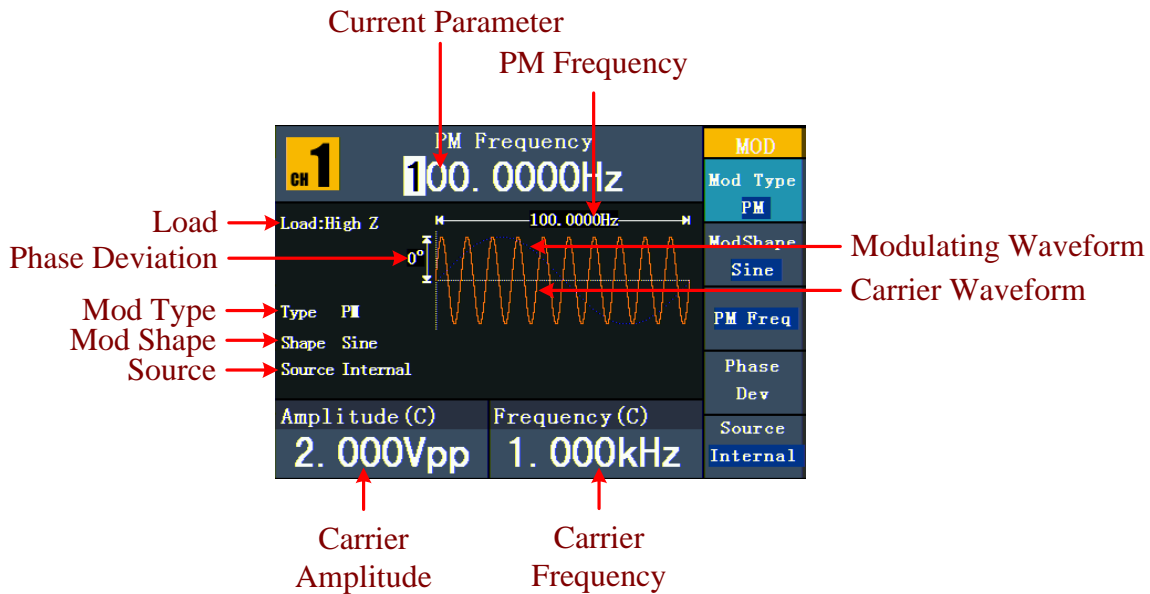 Current Parameter
PM Frequency
CH 1
PM Frequency
100.0000Hz
MOD
Mod Type
PM
ModShape
Sine
PM Freq
Phase
Dev
Source
Internal
Load
Load:High Z
100.0000Hz
Phase Deviation
0°
Modulating Waveform
Carrier Waveform
Mod Type
Type PM
Mod Shape
Shape Sine
Source
Source Internal
Amplitude(C)
2.000Vpp
Frequency(C)
1.000kHz
Carrier
Amplitude
Carrier
Frequency